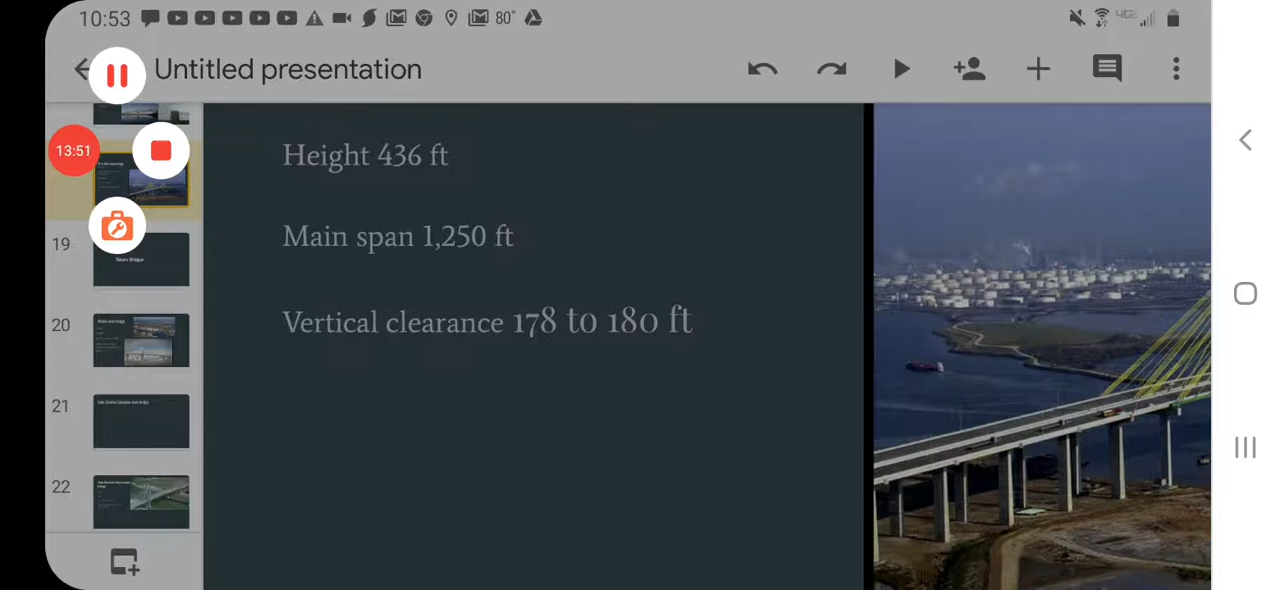 10:53
80°
4G
Untitled presentation
13:51
Height 436 ft
Main span 1,250 ft
Vertical clearance 178 to 180 ft
19
20
21
22